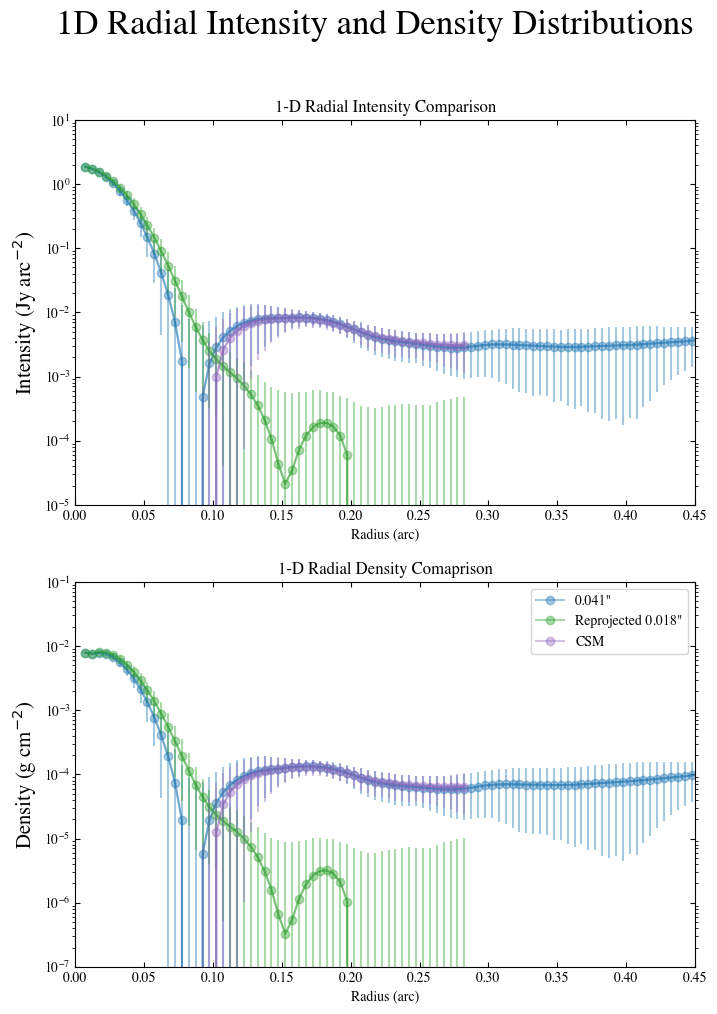 1D Radial Intensity and Density Distributions
1-D Radial Intensity Comparison
Intensity (Jy arc⁻²)
10¹
10⁰
10⁻¹
10⁻²
10⁻³
10⁻⁴
10⁻⁵
0.00 0.05 0.10 0.15 0.20 0.25 0.30 0.35 0.40 0.45
Radius (arc)
1-D Radial Density Comaprison
Density (g cm⁻²)
10⁻¹
10⁻²
10⁻³
10⁻⁴
10⁻⁵
10⁻⁶
10⁻⁷
0.041"
Reprojected 0.018"
CSM
0.00 0.05 0.10 0.15 0.20 0.25 0.30 0.35 0.40 0.45
Radius (arc)